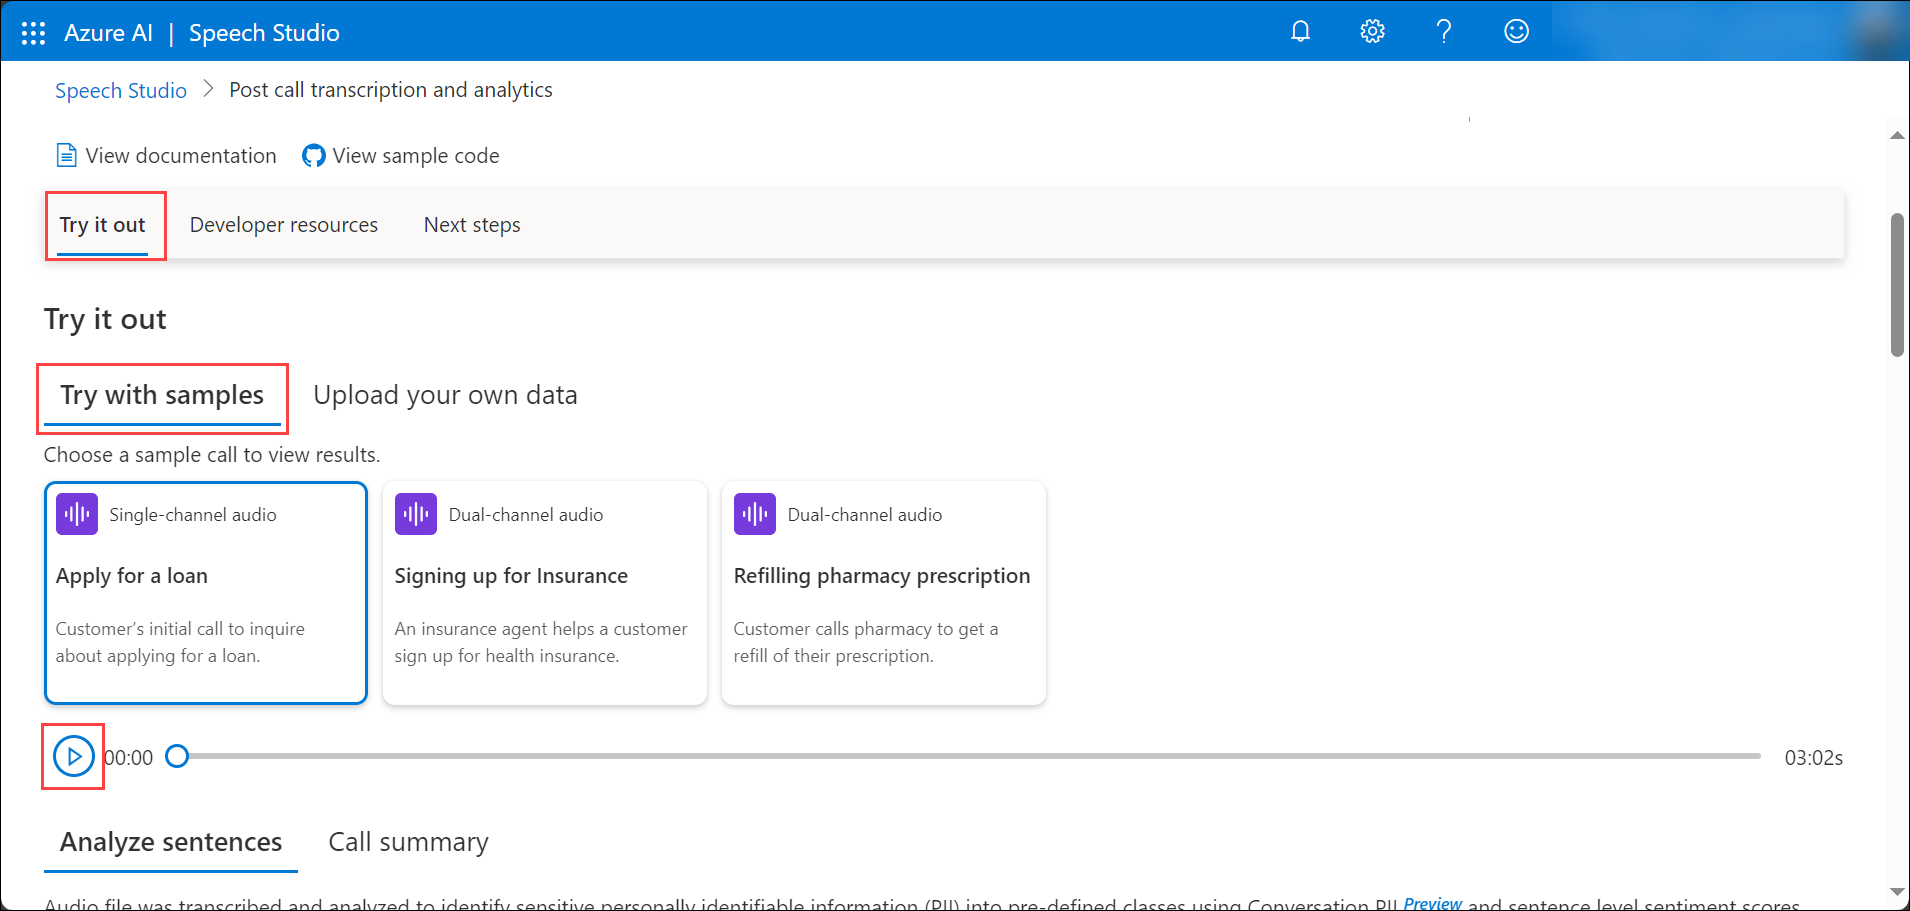 Azure AI | Speech Studio
Speech Studio > Post call transcription and analytics
View documentation View sample code
Try it out Developer resources Next steps
Try it out
Try with samples Upload your own data
Choose a sample call to view results.
Single-channel audio
Apply for a loan
Customer's initial call to inquire
about applying for a loan.
Dual-channel audio
Signing up for Insurance
An insurance agent helps a customer
sign up for health insurance.
Dual-channel audio
Refilling pharmacy prescription
Customer calls pharmacy to get a
refill of their prescription.
00:00 03:02s
Analyze sentences Call summary
Audio file was transcribed and analyzed to identify sensitive personally identifiable information (PII) into pre-defined classes using Conversation PII Preview and sentence level sentiment scores